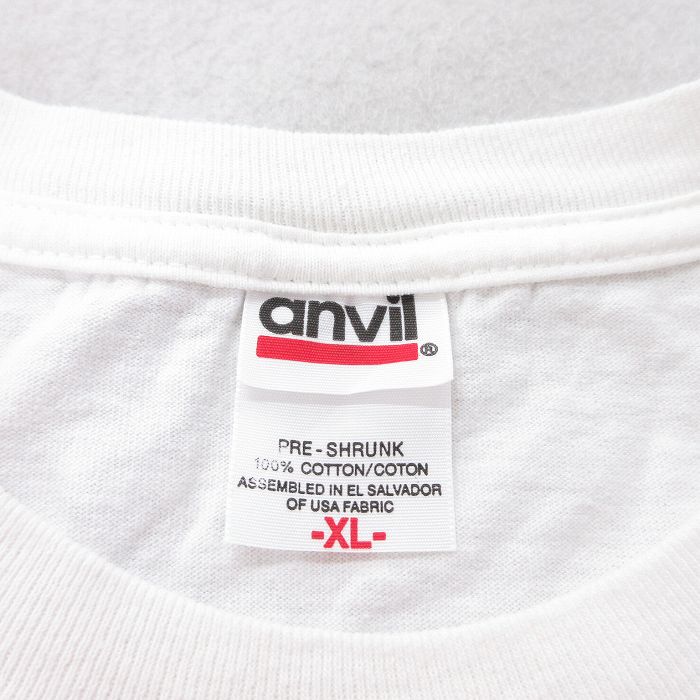 anvil®
PRE-SHRUNK
100% COTTON/COTON
ASSEMBLED IN EL SALVADOR
OF USA FABRIC
-XL-